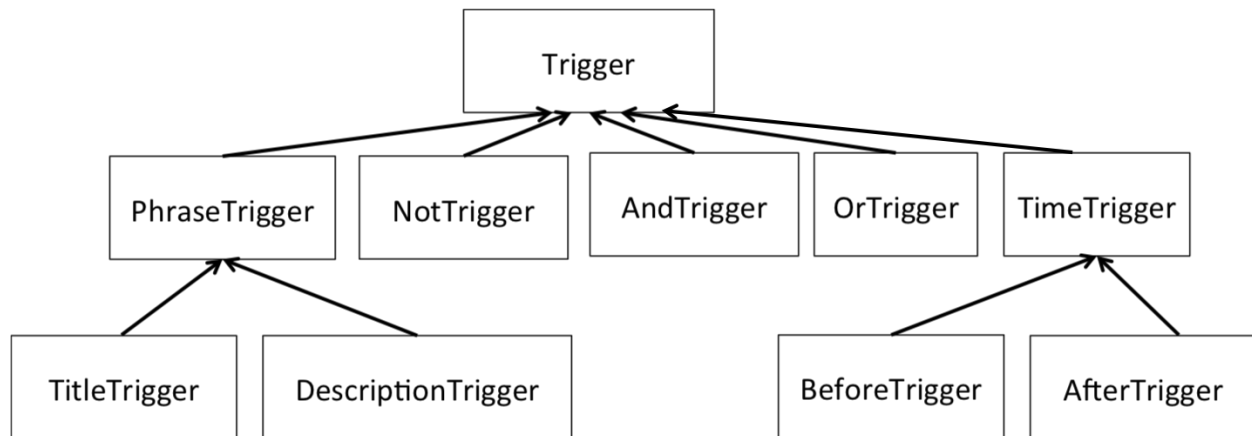 Trigger
PhraseTrigger
NotTrigger
AndTrigger
OrTrigger
TimeTrigger
TitleTrigger
DescriptionTrigger
BeforeTrigger
AfterTrigger